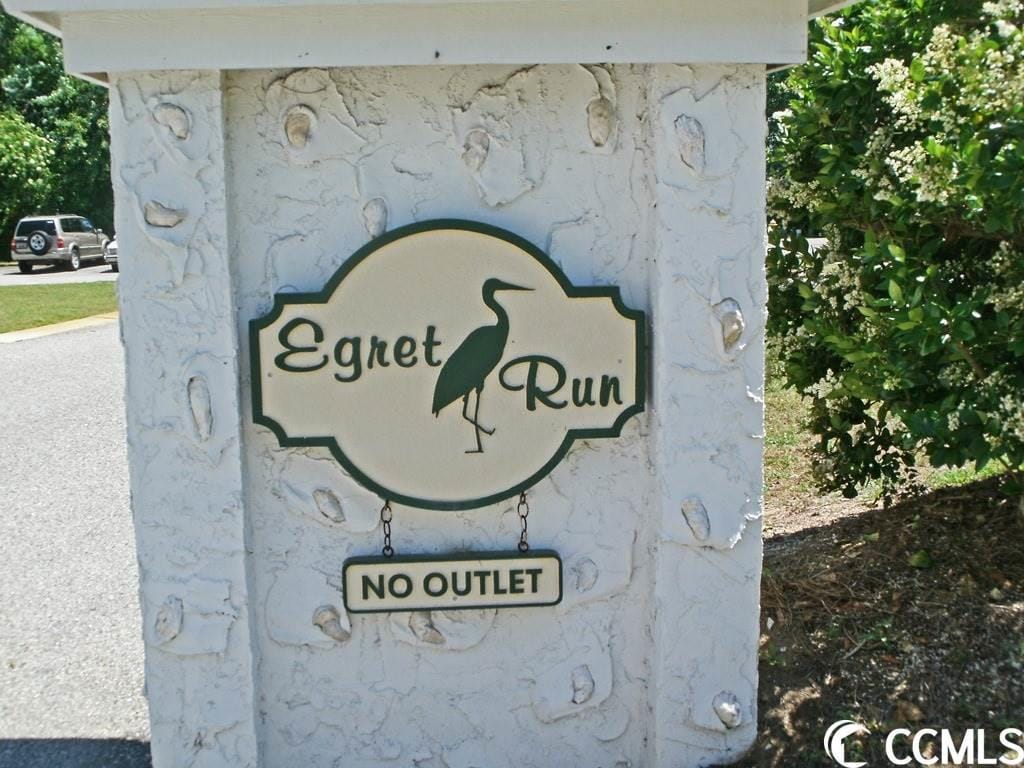 Egret Run
NO OUTLET
CCMLS